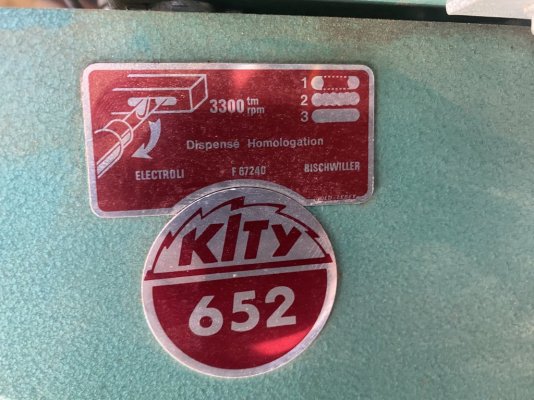 1
3300 tm
rpm
2
3
Dispensé Homologation
ELECTROLI F 67240 BISCHWILLER
KITY
652